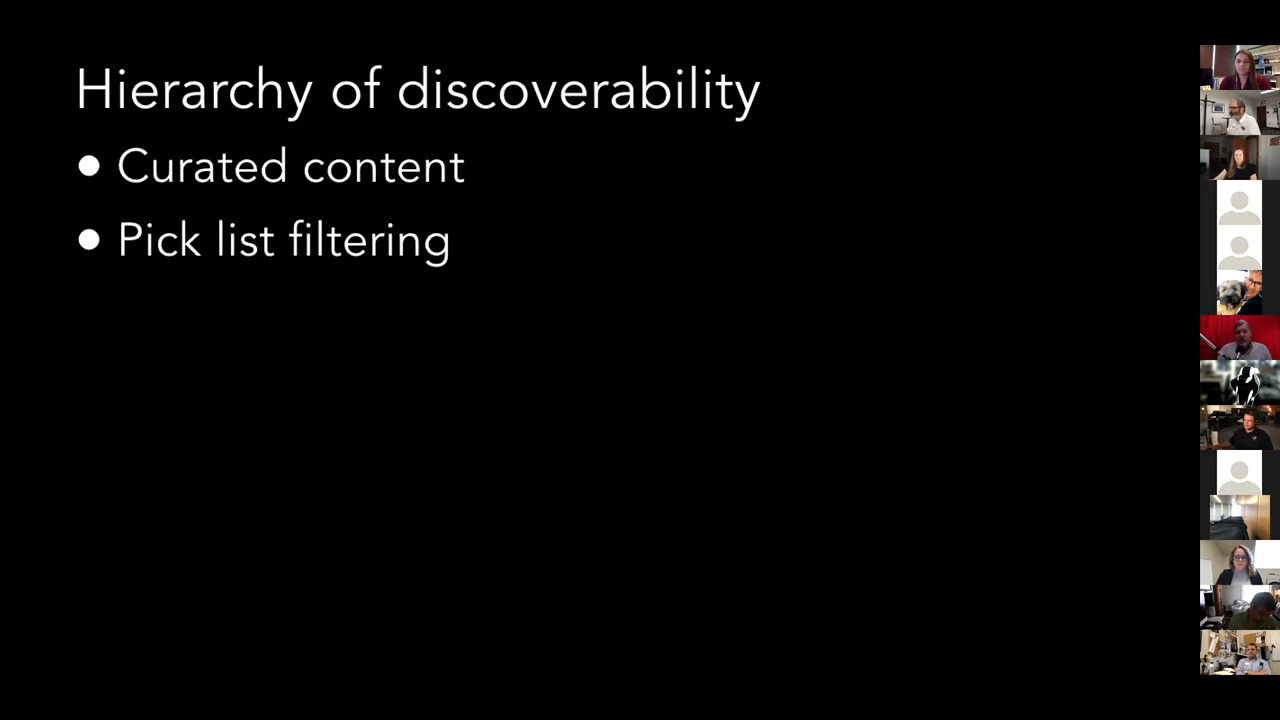 Hierarchy of discoverability
● Curated content
● Pick list filtering